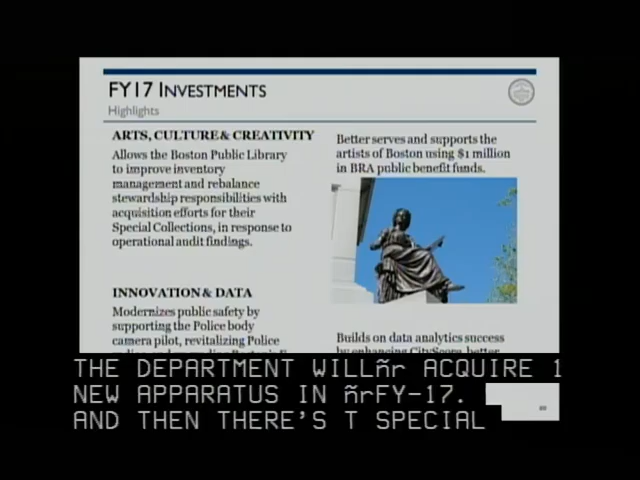 FY17 INVESTMENTS
Highlights
ARTS, CULTURE & CREATIVITY
Allows the Boston Public Library
to improve inventory
management and rebalance
stewardship responsibilities with
acquisition efforts for their
Special Collections, in response to
operational audit findings.
Better serves and supports the
artists of Boston using $1 million
in BRA public benefit funds.
INNOVATION & DATA
Modernizes public safety by
supporting the Police body
camera pilot, revitalizing Police
Builds on data analytics success
by enhancing CityScore, better
THE DEPARTMENT WILLñr ACQUIRE 1
NEW APPARATUS IN ñrFY-17.
AND THEN THERE'S T SPECIAL